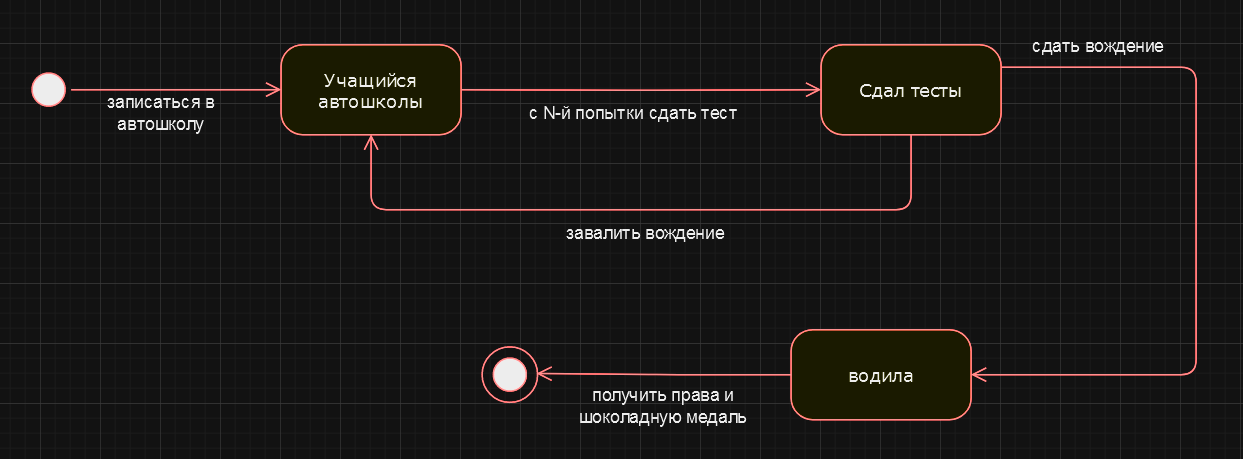 сдать вождение
Учащийся
автошколы
Сдал тесты
записаться в
автошколу
с N-й попытки сдать тест
завалить вождение
водила
получить права и
шоколадную медаль